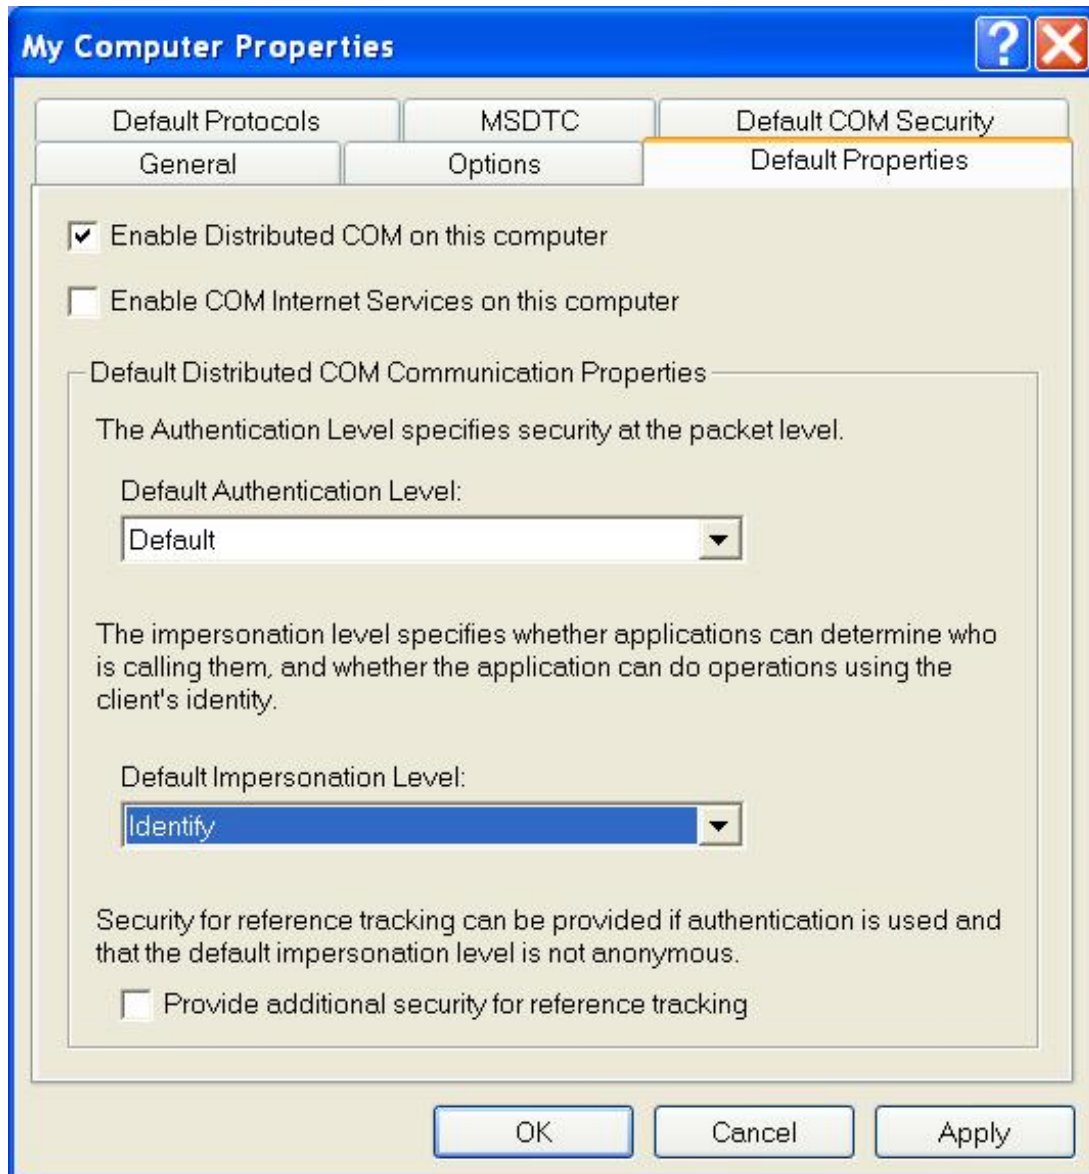 My Computer Properties
Default Protocols MSDTC Default COM Security
General Options Default Properties
Enable Distributed COM on this computer
Enable COM Internet Services on this computer
Default Distributed COM Communication Properties
The Authentication Level specifies security at the packet level.
Default Authentication Level:
Default
The impersonation level specifies whether applications can determine who
is calling them, and whether the application can do operations using the
client's identity.
Default Impersonation Level:
Identify
Security for reference tracking can be provided if authentication is used and
that the default impersonation level is not anonymous.
Provide additional security for reference tracking
OK Cancel Apply